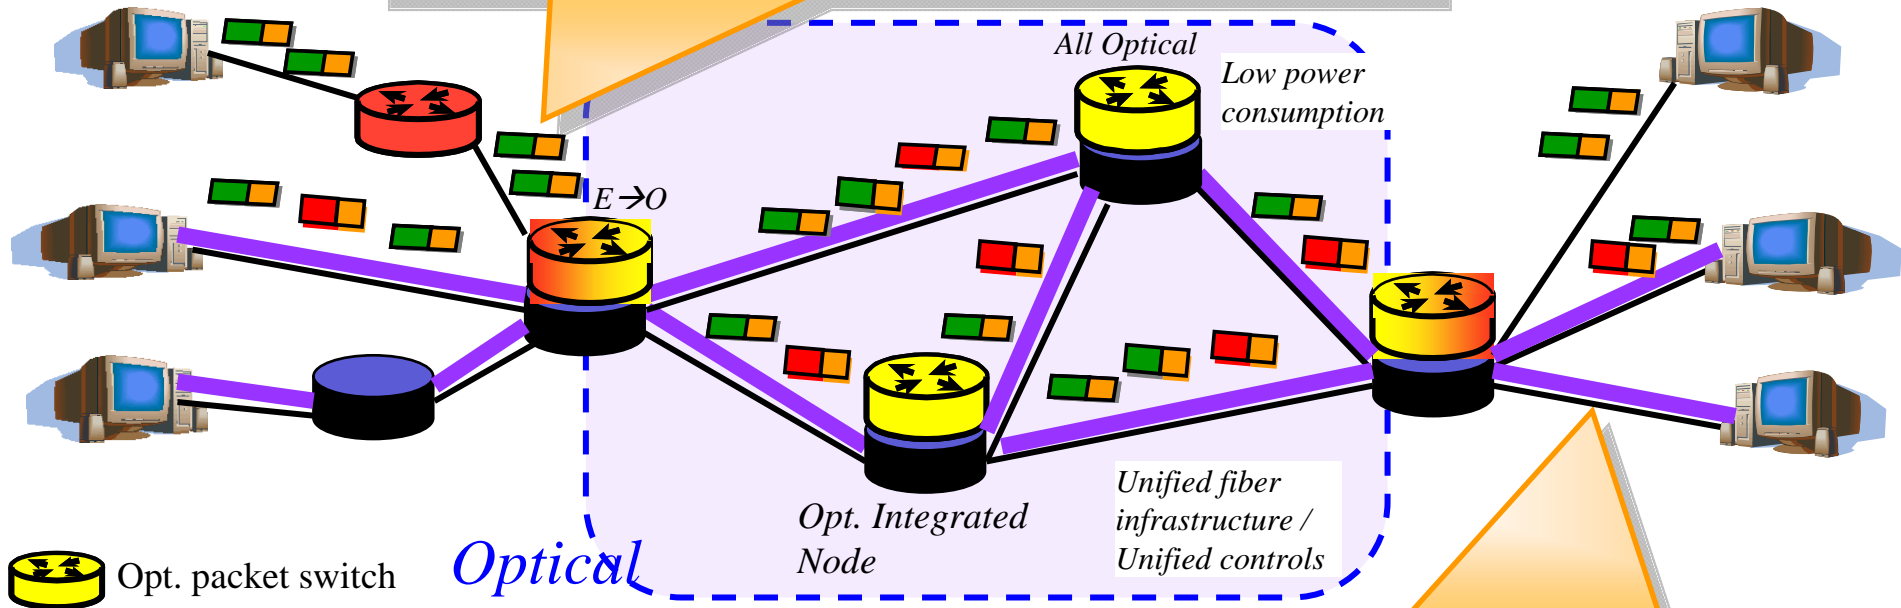 All Optical
Low power
consumption
E→O
Opt. Integrated
Node
Unified fiber
infrastructure /
Unified controls
Optical
Opt. packet switch